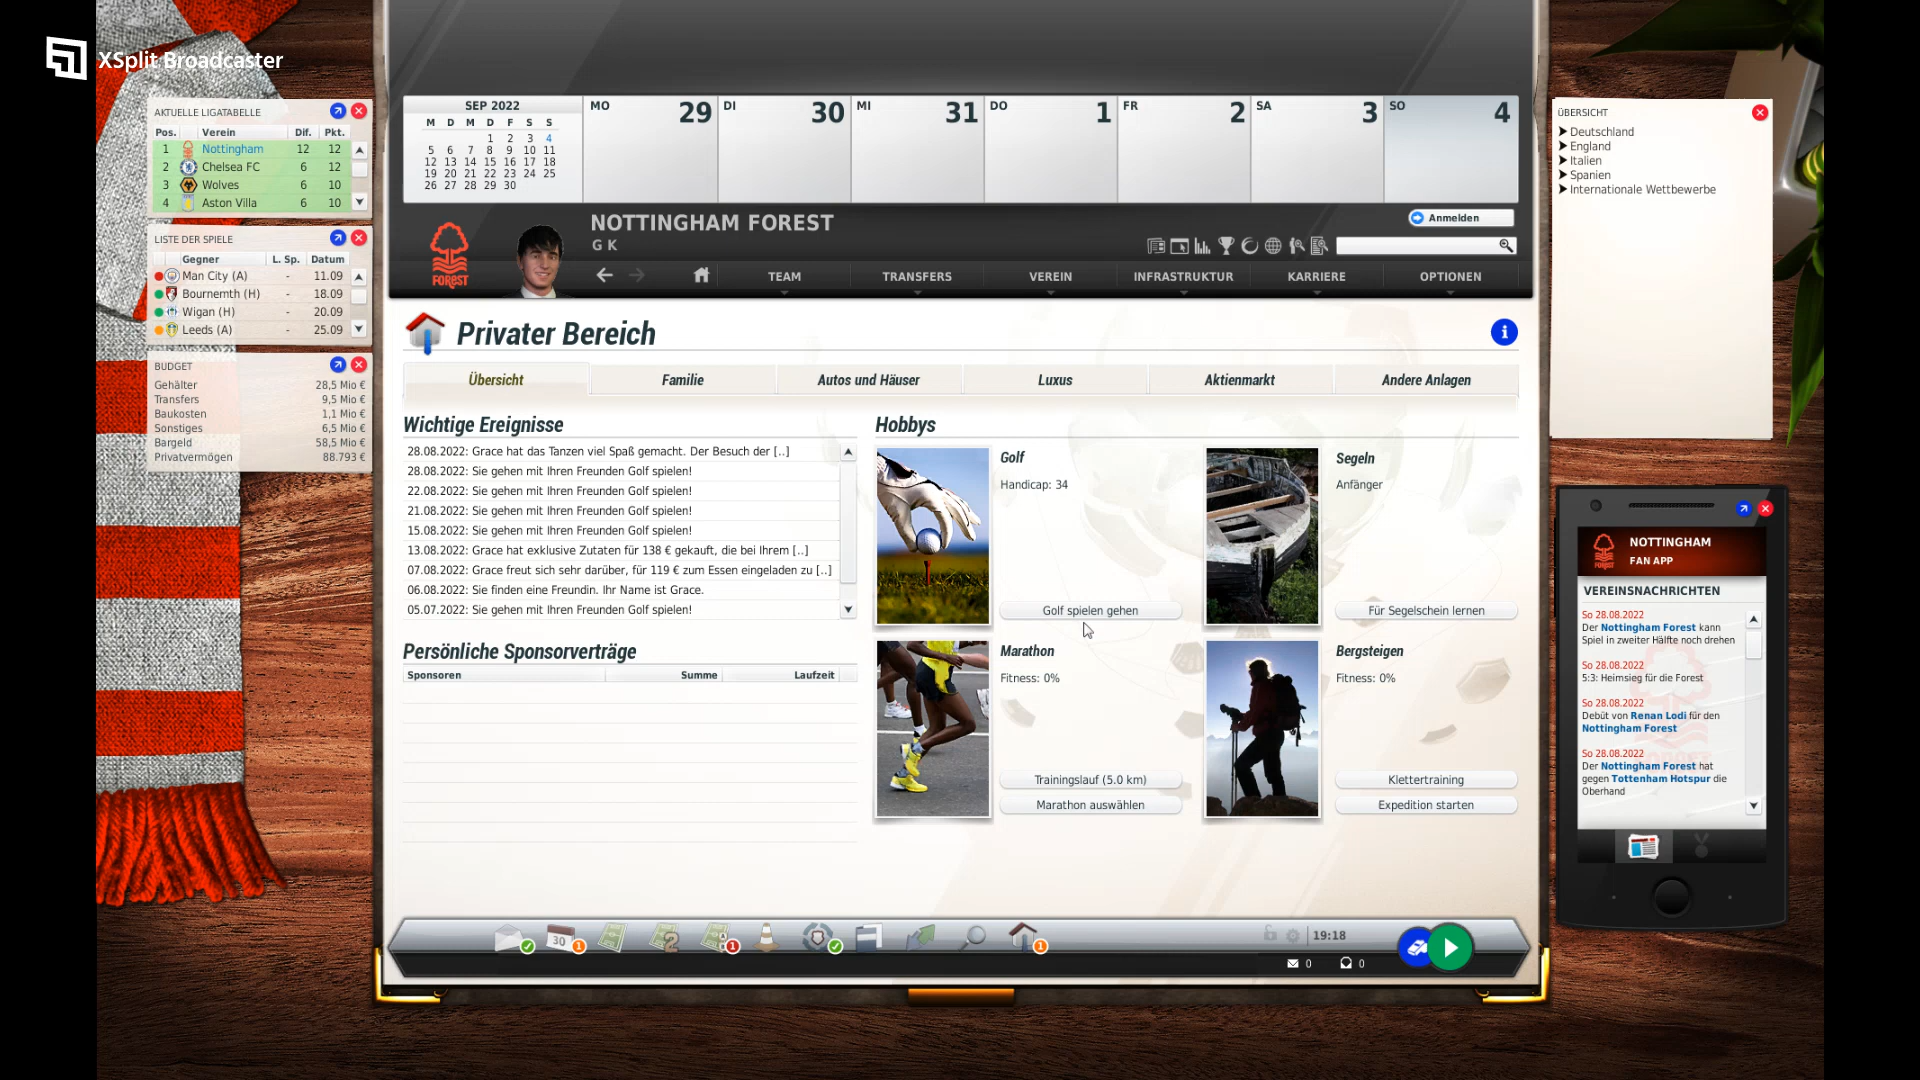 XSplit Broadcaster
AKTUELLE LIGATABELLE
Pos. Verein Dif. Pkt.
1 Nottingham 12 12
2 Chelsea FC 6 12
3 Wolves 6 10
4 Aston Villa 6 10
LISTE DER SPIELE
Gegner L. Sp. Datum
Man City (A) - 11.09
Bournemth (H) - 18.09
Wigan (H) - 20.09
Leeds (A) - 25.09
BUDGET
Gehälter 28,5 Mio €
Transfers 9,5 Mio €
Baukosten 1,1 Mio €
Sonstiges 6,5 Mio €
Bargeld 58,5 Mio €
Privatvermögen 88.793 €
SEP 2022
M D M D F S S
1 2 3 4
5 6 7 8 9 10 11
12 13 14 15 16 17 18
19 20 21 22 23 24 25
26 27 28 29 30
MO 29 DI 30 MI 31 DO 1 FR 2 SA 3 SO 4
NOTTINGHAM FOREST
G K
Anmelden
FOREST
TEAM TRANSFERS VEREIN INFRASTRUKTUR KARRIERE OPTIONEN
Privater Bereich
Übersicht Familie Autos und Häuser Luxus Aktienmarkt Andere Anlagen
Wichtige Ereignisse
28.08.2022: Grace hat das Tanzen viel Spaß gemacht. Der Besuch der [..]
28.08.2022: Sie gehen mit Ihren Freunden Golf spielen!
22.08.2022: Sie gehen mit Ihren Freunden Golf spielen!
21.08.2022: Sie gehen mit Ihren Freunden Golf spielen!
15.08.2022: Sie gehen mit Ihren Freunden Golf spielen!
13.08.2022: Grace hat exklusive Zutaten für 138 € gekauft, die bei Ihrem [..]
07.08.2022: Grace freut sich sehr darüber, für 119 € zum Essen eingeladen zu [..]
06.08.2022: Sie finden eine Freundin. Ihr Name ist Grace.
05.07.2022: Sie gehen mit Ihren Freunden Golf spielen!
Persönliche Sponsorverträge
Sponsoren Summe Laufzeit
Hobbys
Golf
Handicap: 34
Golf spielen gehen
Segeln
Anfänger
Für Segelschein lernen
Marathon
Fitness: 0%
Trainingslauf (5.0 km)
Marathon auswählen
Bergsteigen
Fitness: 0%
Klettertraining
Expedition starten
30 1 2 1 1
19:18
0 0
ÜBERSICHT
Deutschland
England
Italien
Spanien
Internationale Wettbewerbe
NOTTINGHAM
FAN APP
FOREST
VEREINSNACHRICHTEN
So 28.08.2022
Der Nottingham Forest kann
Spiel in zweiter Hälfte noch drehen
So 28.08.2022
5:3: Heimsieg für die Forest
So 28.08.2022
Debüt von Renan Lodi für den
Nottingham Forest
So 28.08.2022
Der Nottingham Forest hat
gegen Tottenham Hotspur die
Oberhand